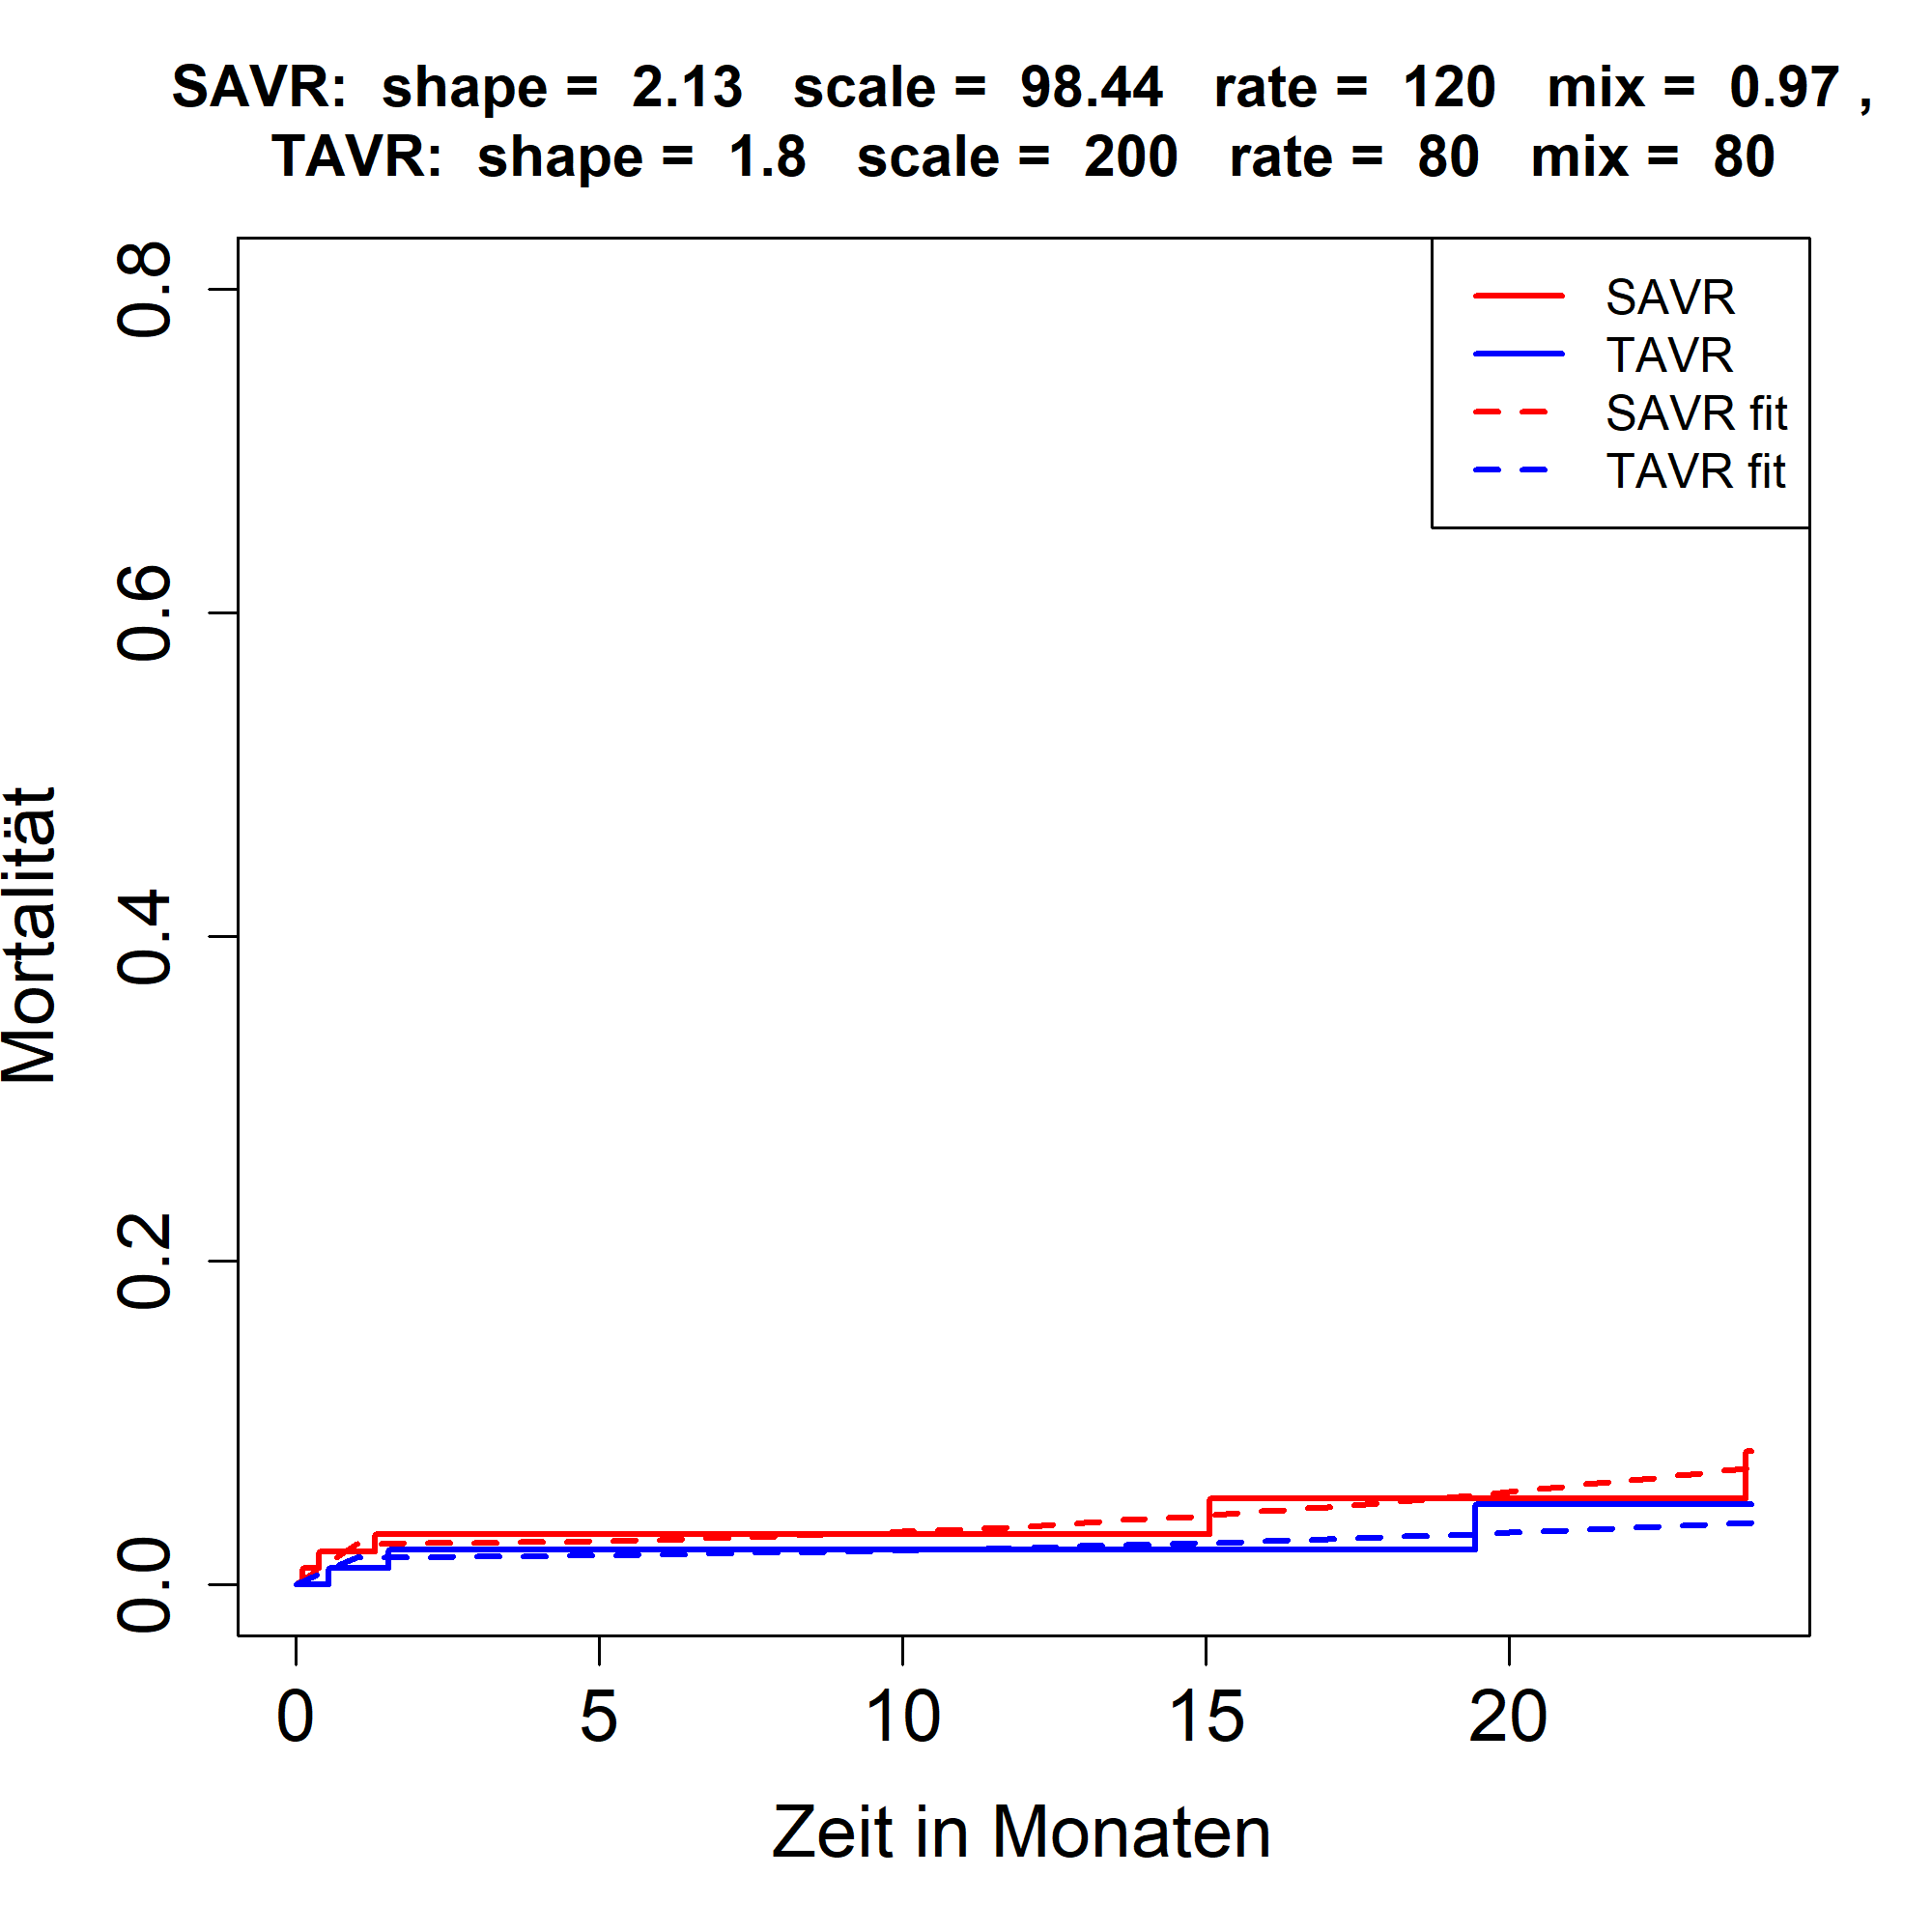 SAVR: shape = 2.13 scale = 98.44 rate = 120 mix = 0.97 ,
TAVR: shape = 1.8 scale = 200 rate = 80 mix = 80
SAVR
TAVR
SAVR fit
TAVR fit
Mortalität
0.8
0.6
0.4
0.2
0.0
0 5 10 15 20
Zeit in Monaten